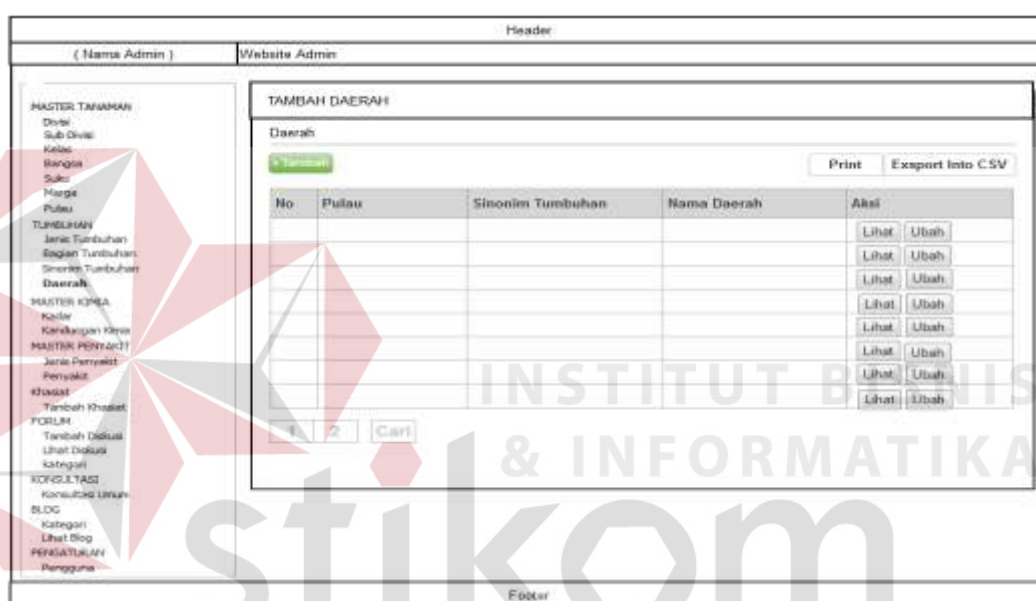 Header
( Nama Admin ) Website Admin
MASTER TANAMAN
Divisi
Sub Divisi
Kelas
Bangsa
Suku
Marga
Pulau
TUMBUHAN
Jenis Tumbuhan
Bagian Tumbuhan
Sinonim Tumbuhan
Daerah
MASTER KIMIA
Kadar
Kandungan Kimia
MASTER PENYAKIT
Jenis Penyakit
Penyakit
Khasiat
Tambah Khasiat
FORUM
Tambah Diskusi
Lihat Diskusi
Kategori
KONSULTASI
Konsultasi Umum
BLOG
Kategori
Lihat Blog
PENGATURAN
Pengguna
TAMBAH DAERAH
Daerah
+ Tambah
Print Exsport Into CSV
No Pulau Sinonim Tumbuhan Nama Daerah Aksi
Lihat Ubah
Lihat Ubah
Lihat Ubah
Lihat Ubah
Lihat Ubah
Lihat Ubah
Lihat Ubah
Lihat Ubah
1 2 Cari
INSTITUT BISNIS
& INFORMATIKA
stikom
Footer